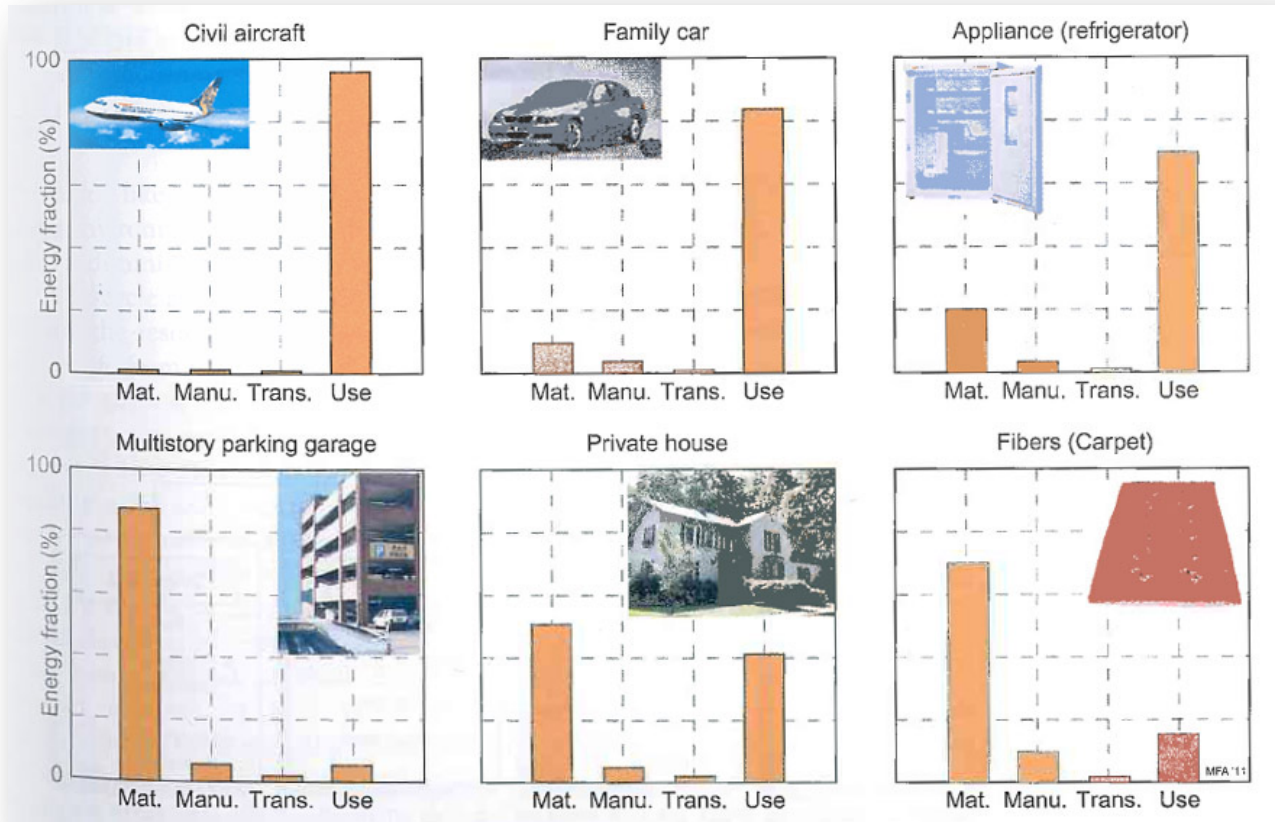 Civil aircraft
Family car
Appliance (refrigerator)
100
Energy fraction (%)
0
Mat. Manu. Trans. Use
Mat. Manu. Trans. Use
Mat. Manu. Trans. Use
Multistory parking garage
Private house
Fibers (Carpet)
100
Energy fraction (%)
0
MFA '11
Mat. Manu. Trans. Use
Mat. Manu. Trans. Use
Mat. Manu. Trans. Use